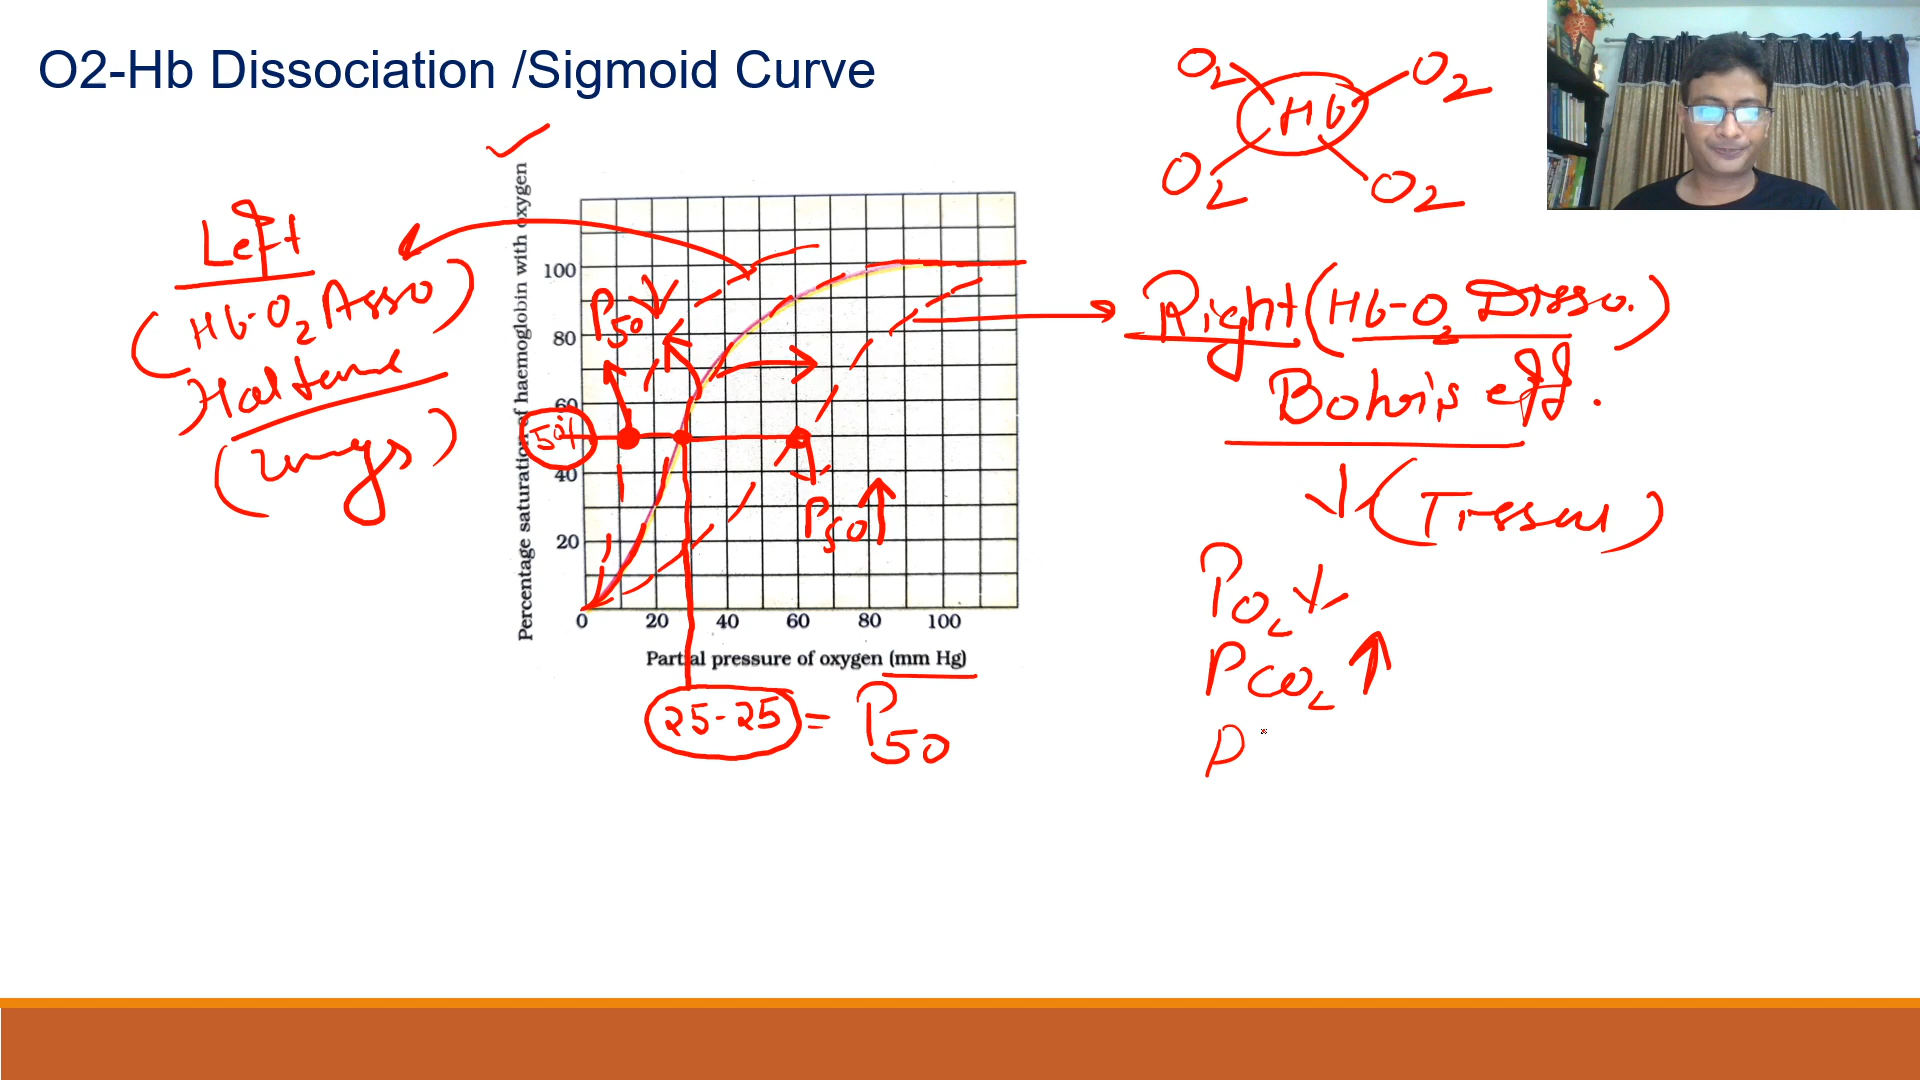 O2-Hb Dissociation /Sigmoid Curve
O2 Hb O2
O2 O2
Left
(Hb-O2 Asso)
Haldane
(Lungs)
Percentage saturation of haemoglobin with oxygen
100
80
60
50%
40
20
0 20 40 60 80 100
Partial pressure of oxygen (mm Hg)
P50↓
P50↑
25-25 = P50
Right (Hb-O2 Disso.)
Bohr's eff.
(Tissue)
PO2 ↓
PCO2 ↑
P